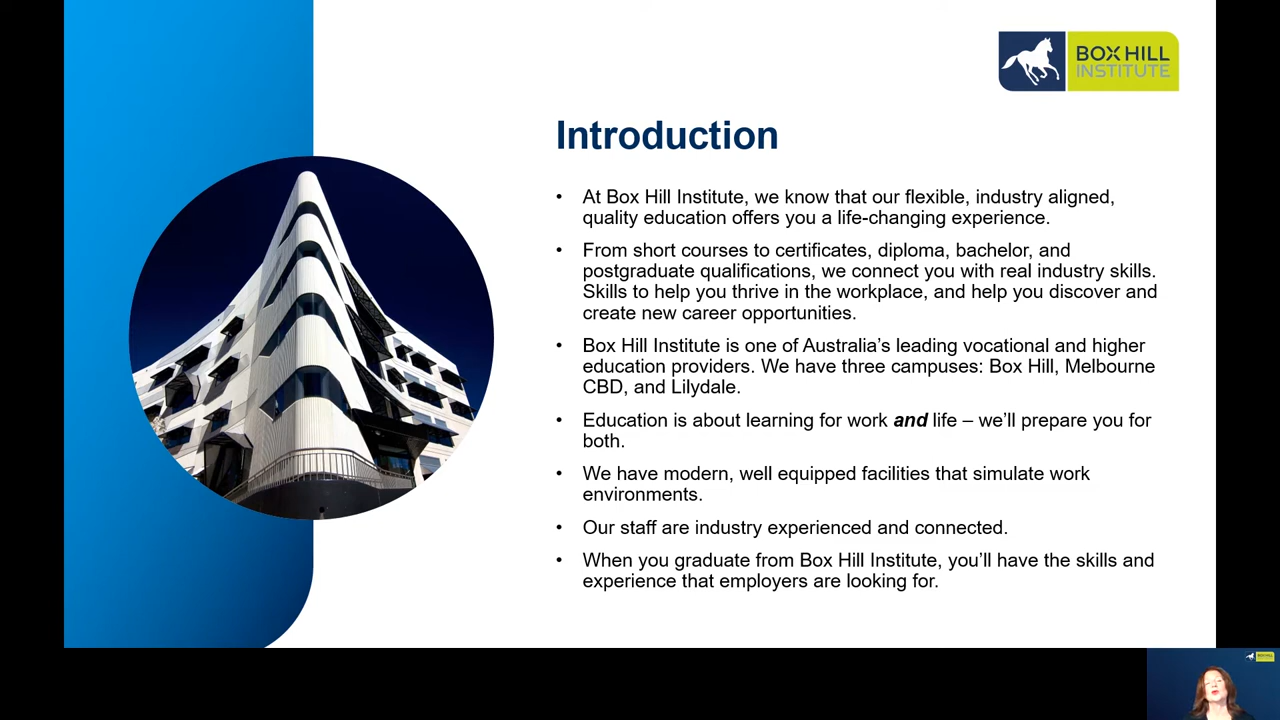 BOX HILL
INSTITUTE
Introduction
• At Box Hill Institute, we know that our flexible, industry aligned,
quality education offers you a life-changing experience.
• From short courses to certificates, diploma, bachelor, and
postgraduate qualifications, we connect you with real industry skills.
Skills to help you thrive in the workplace, and help you discover and
create new career opportunities.
• Box Hill Institute is one of Australia’s leading vocational and higher
education providers. We have three campuses: Box Hill, Melbourne
CBD, and Lilydale.
• Education is about learning for work and life – we’ll prepare you for
both.
• We have modern, well equipped facilities that simulate work
environments.
• Our staff are industry experienced and connected.
• When you graduate from Box Hill Institute, you’ll have the skills and
experience that employers are looking for.
BOX HILL
INSTITUTE